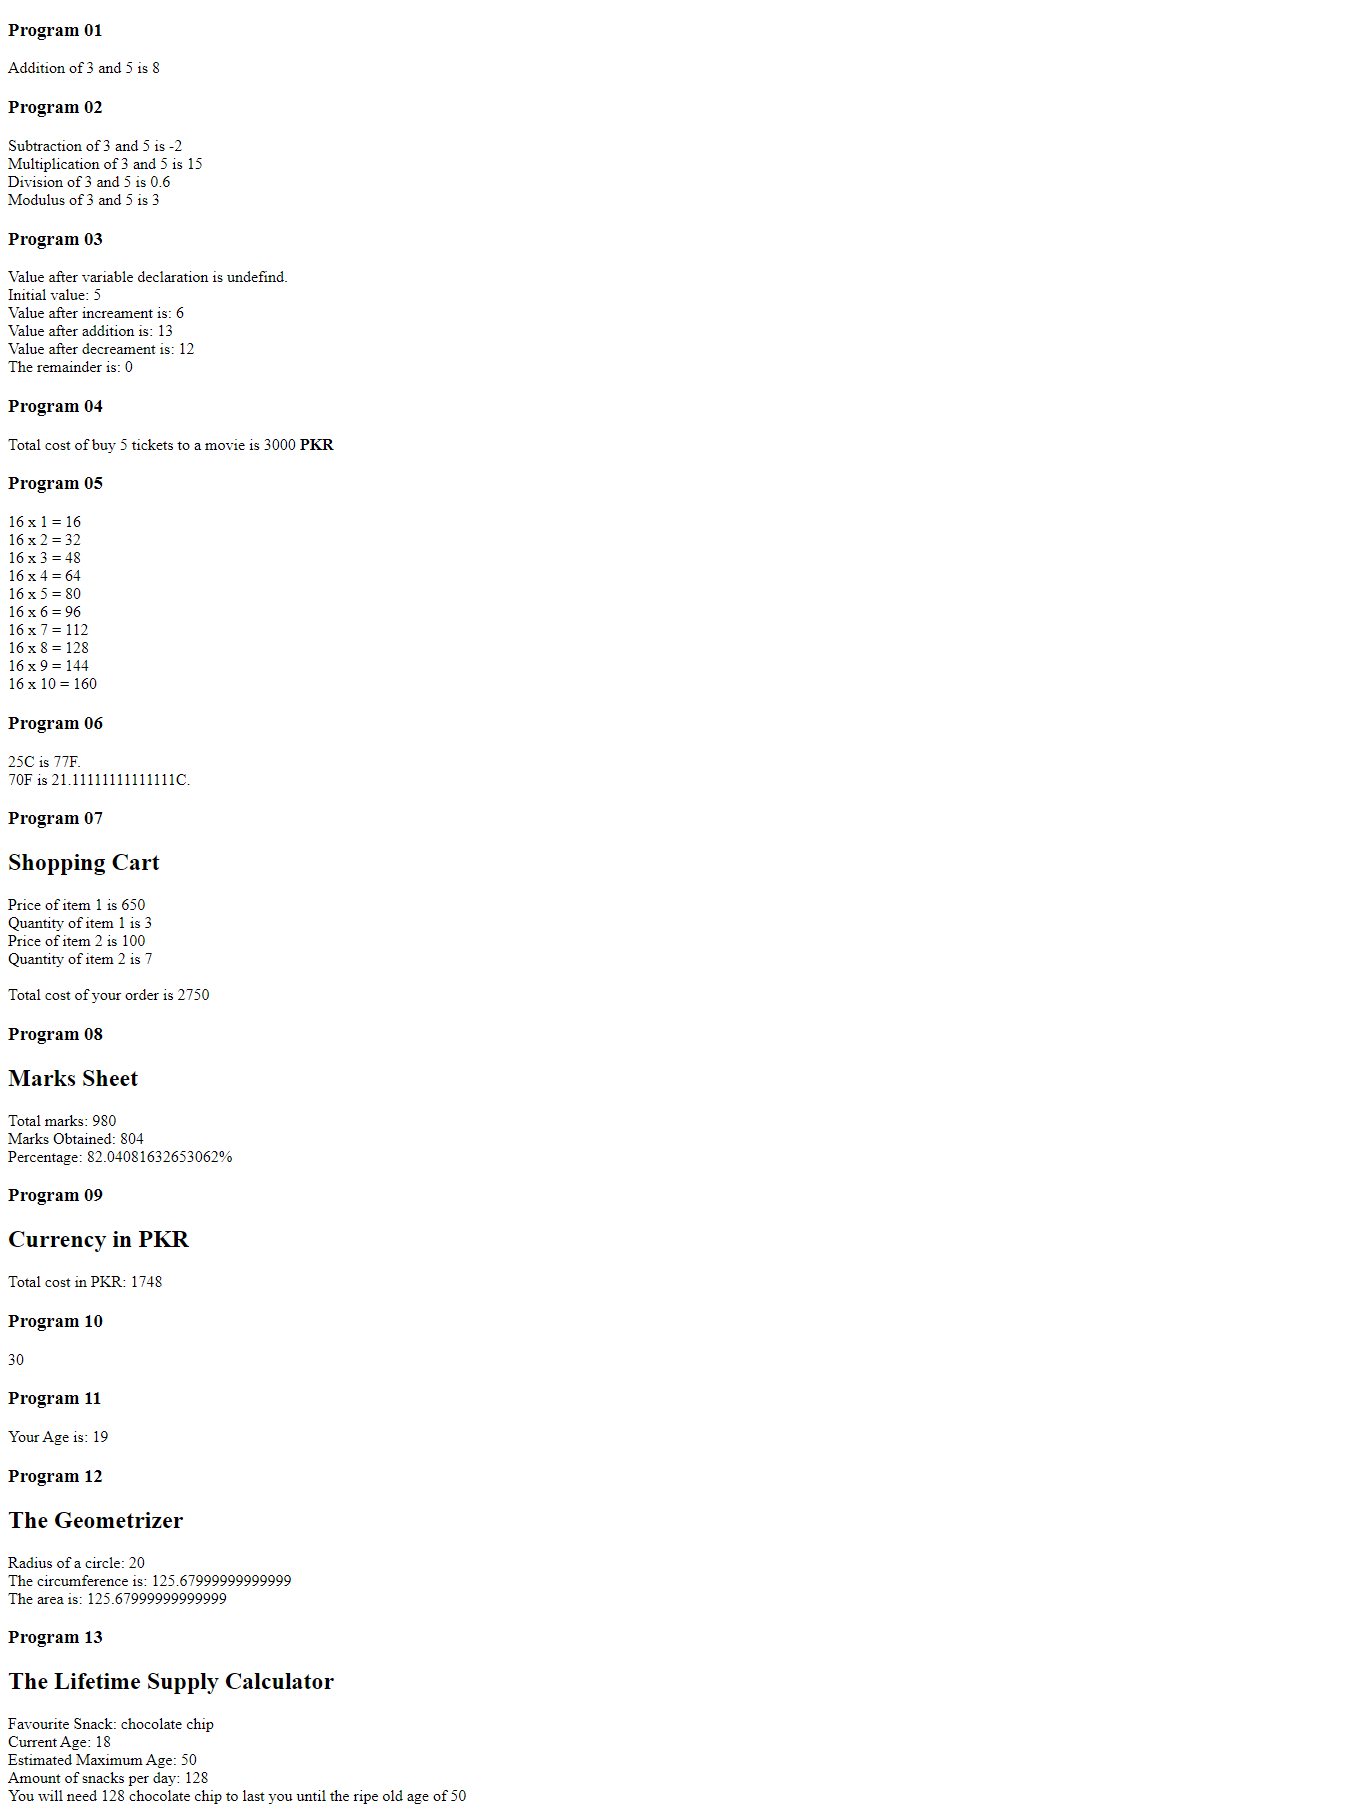 Program 01
Addition of 3 and 5 is 8
Program 02
Subtraction of 3 and 5 is -2
Multiplication of 3 and 5 is 15
Division of 3 and 5 is 0.6
Modulus of 3 and 5 is 3
Program 03
Value after variable declaration is undefind.
Initial value: 5
Value after increament is: 6
Value after addition is: 13
Value after decreament is: 12
The remainder is: 0
Program 04
Total cost of buy 5 tickets to a movie is 3000 PKR
Program 05
16 x 1 = 16
16 x 2 = 32
16 x 3 = 48
16 x 4 = 64
16 x 5 = 80
16 x 6 = 96
16 x 7 = 112
16 x 8 = 128
16 x 9 = 144
16 x 10 = 160
Program 06
25C is 77F.
70F is 21.11111111111111C.
Program 07
Shopping Cart
Price of item 1 is 650
Quantity of item 1 is 3
Price of item 2 is 100
Quantity of item 2 is 7
Total cost of your order is 2750
Program 08
Marks Sheet
Total marks: 980
Marks Obtained: 804
Percentage: 82.04081632653062%
Program 09
Currency in PKR
Total cost in PKR: 1748
Program 10
30
Program 11
Your Age is: 19
Program 12
The Geometrizer
Radius of a circle: 20
The circumference is: 125.67999999999999
The area is: 125.67999999999999
Program 13
The Lifetime Supply Calculator
Favourite Snack: chocolate chip
Current Age: 18
Estimated Maximum Age: 50
Amount of snacks per day: 128
You will need 128 chocolate chip to last you until the ripe old age of 50